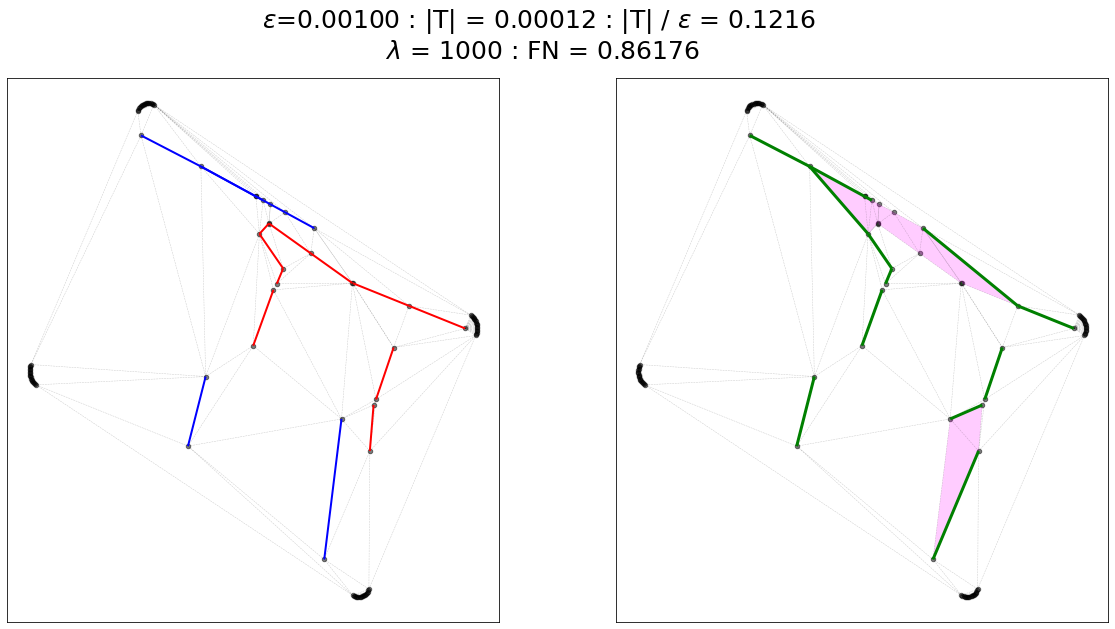 ε=0.00100 : |T| = 0.00012 : |T| / ε = 0.1216
λ = 1000 : FN = 0.86176